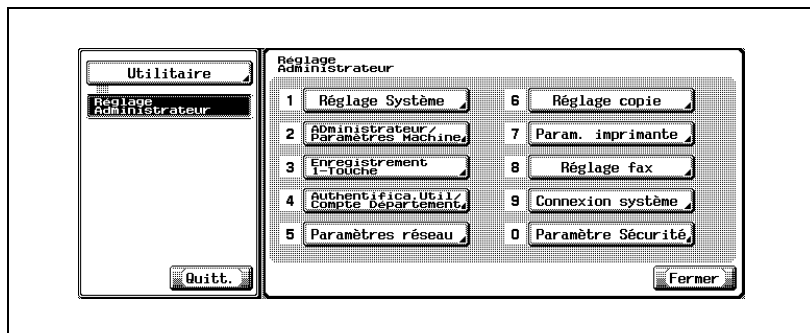 Utilitaire
Réglage
Administrateur
Quitt.
Réglage
Administrateur
1 Réglage Système
2 ADministrateur/
Paramètres Machine
3 Enregistrement
1-Touche
4 Authentifica.Util/
Compte Département
5 Paramètres réseau
6 Réglage copie
7 Param. imprimante
8 Réglage fax
9 Connexion système
0 Paramètre Sécurité
Fermer